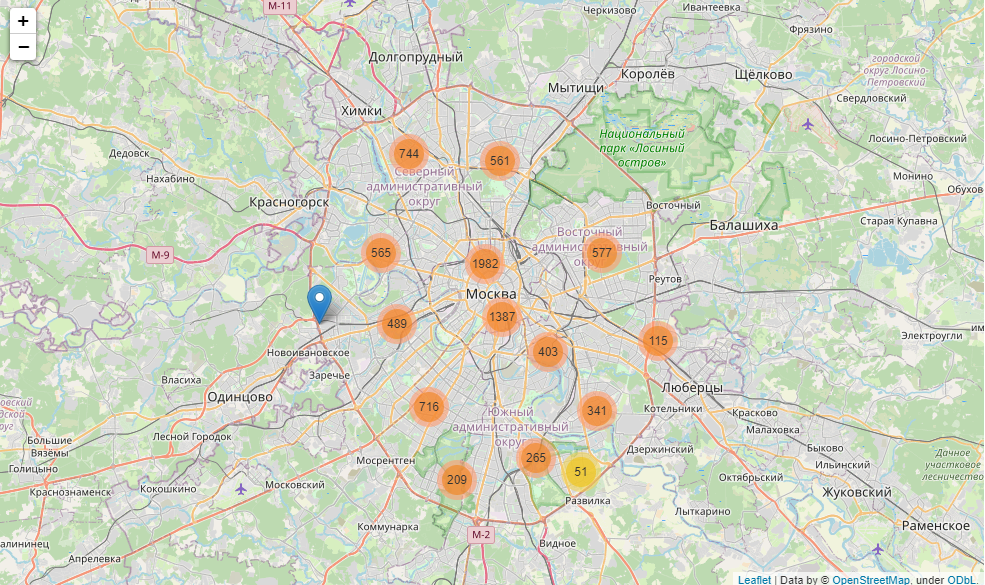 +
−
М-11
Черкизово
Ивантеевка
Фрязино
Долгопрудный
Королёв
Щёлково
городской
округ Лосино-
Петровский
Мытищи
Свердловский
Химки
Национальный
парк «Лосиный
остров»
Лосино-Петровский
Дедовск
744
561
Нахабино
Северный
административный
округ
Монино
Обухово
Красногорск
Восточный
Балашиха
Старая Купавна
М-9
565
1982
Восточный
577
Реутов
Москва
489
1387
403
115
Электроугли
Новоивановское
Заречье
Власиха
Одинцово
Люберцы
716
Южный
административный
округ
341
Котельники
Красково
Малаховка
Лесной Городок
Большие
Вязёмы
Голицыно
Дзержинский
Быково
Ильинский
Дачное
участковое
лесничество
Мосрентген
265
51
209
Краснознаменск
Кокошкино
Московский
Октябрьский
Жуковский
Развилка
Лыткарино
Коммунарка
М-2
Видное
Раменское
Апрелевка
Leaflet | Data by © OpenStreetMap, under ODbL.